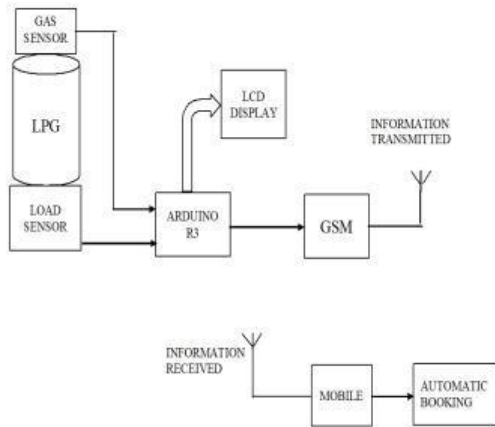 GAS
SENSOR
LPG
LOAD
SENSOR
LCD
DISPLAY
ARDUINO
R3
GSM
INFORMATION
TRANSMITTED
INFORMATION
RECEIVED
MOBILE
AUTOMATIC
BOOKING